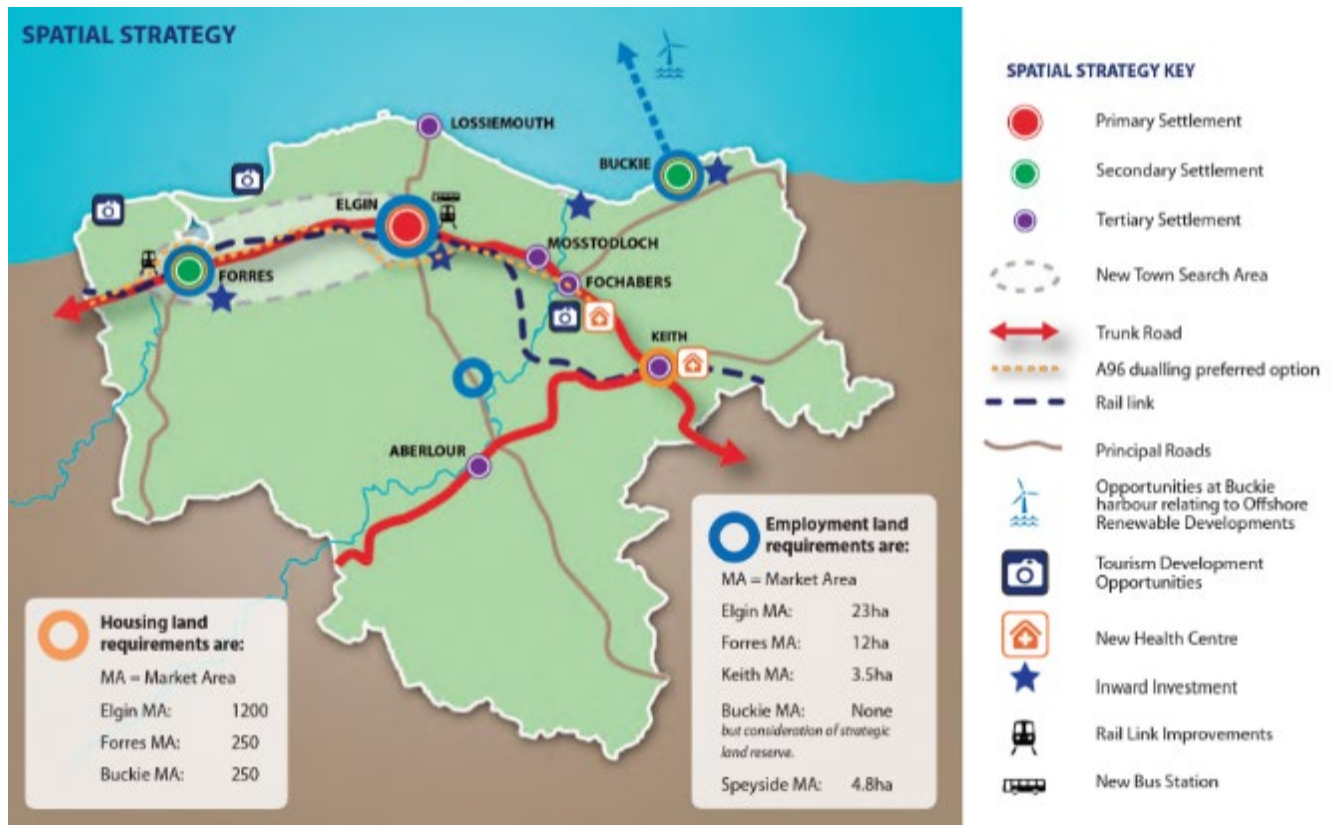 SPATIAL STRATEGY
LOSSIEMOUTH
BUCKIE
ELGIN
MOSSTODLOCH
FORRES
FOCHABERS
KEITH
ABERLOUR
Housing land
requirements are:
MA = Market Area
Elgin MA: 1200
Forres MA: 250
Buckie MA: 250
Employment land
requirements are:
MA = Market Area
Elgin MA: 23ha
Forres MA: 12ha
Keith MA: 3.5ha
Buckie MA: None
but consideration of strategic
land reserve.
Speyside MA: 4.8ha
SPATIAL STRATEGY KEY
Primary Settlement
Secondary Settlement
Tertiary Settlement
New Town Search Area
Trunk Road
A96 dualling preferred option
Rail link
Principal Roads
Opportunities at Buckie
harbour relating to Offshore
Renewable Developments
Tourism Development
Opportunities
New Health Centre
Inward Investment
Rail Link Improvements
New Bus Station